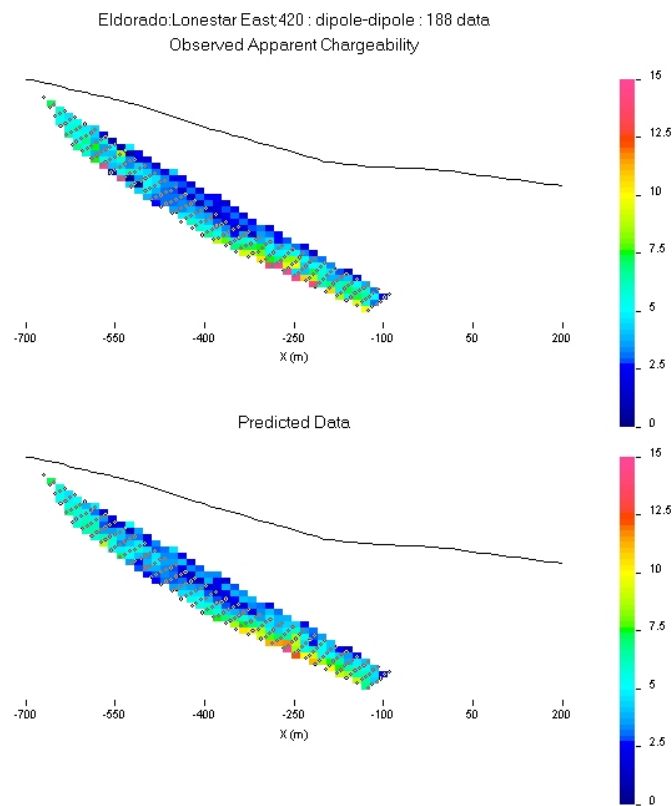 Eldorado:Lonestar East;420 : dipole-dipole : 188 data
Observed Apparent Chargeability
15
12.5
10
7.5
5
2.5
0
-700 -550 -400 -250 -100 50 200
X (m)
Predicted Data
15
12.5
10
7.5
5
2.5
0
-700 -550 -400 -250 -100 50 200
X (m)